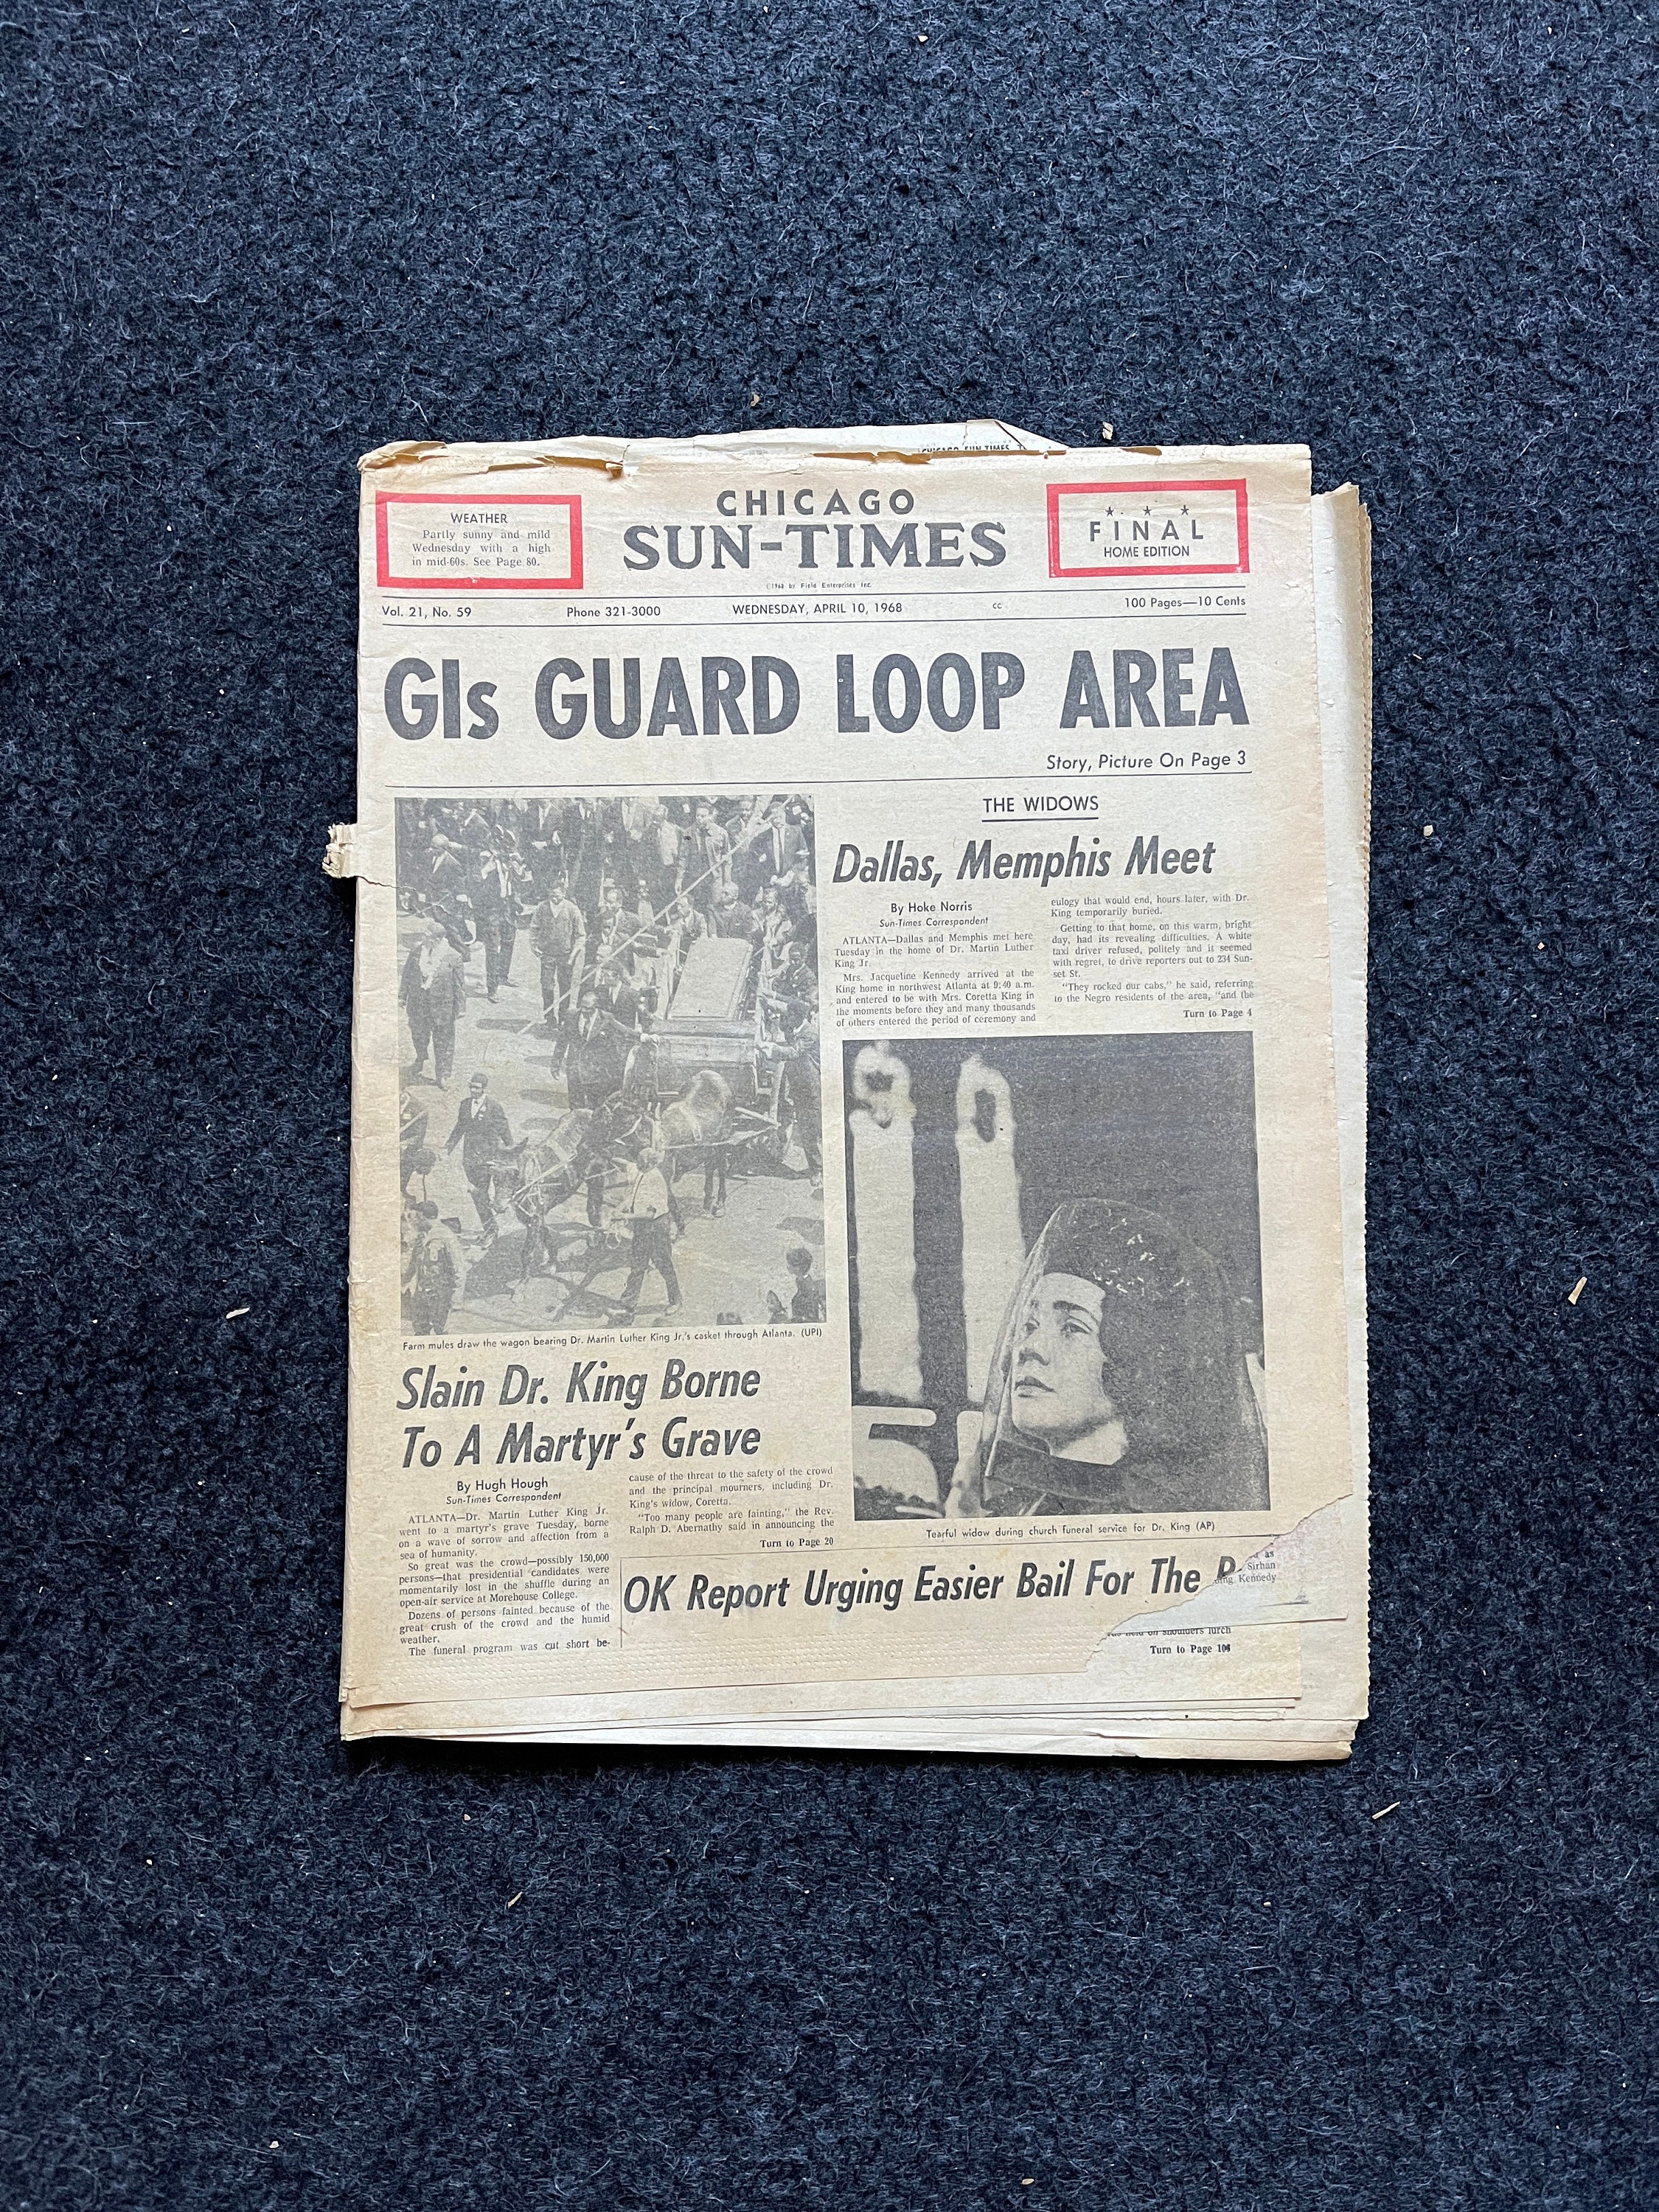 CHICAGO SUN-TIMES
WEATHER
Partly sunny and mild
Wednesday with a high
in mid-60s. See Page 80.
CHICAGO
SUN-TIMES
©1968 by Field Enterprises Inc.
★ ★ ★
FINAL
HOME EDITION
Vol. 21, No. 59 Phone 321-3000 WEDNESDAY, APRIL 10, 1968 cc 100 Pages—10 Cents
GIs GUARD LOOP AREA
Story, Picture On Page 3
Farm mules draw the wagon bearing Dr. Martin Luther King Jr.'s casket through Atlanta. (UPI)
Slain Dr. King Borne
To A Martyr's Grave
By Hugh Hough
Sun-Times Correspondent
ATLANTA—Dr. Martin Luther King Jr.
went to a martyr's grave Tuesday, borne
on a wave of sorrow and affection from a
sea of humanity.
So great was the crowd—possibly 150,000
persons—that presidential candidates were
momentarily lost in the shuffle during an
open-air service at Morehouse College.
Dozens of persons fainted because of the
great crush of the crowd and the humid
weather.
The funeral program was cut short be-
cause of the threat to the safety of the crowd
and the principal mourners, including Dr.
King's widow, Coretta.
"Too many people are fainting," the Rev.
Ralph D. Abernathy said in announcing the
Turn to Page 20
THE WIDOWS
Dallas, Memphis Meet
By Hoke Norris
Sun-Times Correspondent
ATLANTA—Dallas and Memphis met here
Tuesday in the home of Dr. Martin Luther
King Jr.
Mrs. Jacqueline Kennedy arrived at the
King home in northwest Atlanta at 9:40 a.m.
and entered to be with Mrs. Coretta King in
the moments before they and many thousands
of others entered the period of ceremony and
eulogy that would end, hours later, with Dr.
King temporarily buried.
Getting to that home, on this warm, bright
day, had its revealing difficulties. A white
taxi driver refused, politely and it seemed
with regret, to drive reporters out to 234 Sun-
set St.
"They rocked our cabs," he said, referring
to the Negro residents of the area, "and the
Turn to Page 4
Tearful widow during church funeral service for Dr. King (AP)
OK Report Urging Easier Bail For The
as
Sirhan
Kennedy
on shoulders lurch
Turn to Page